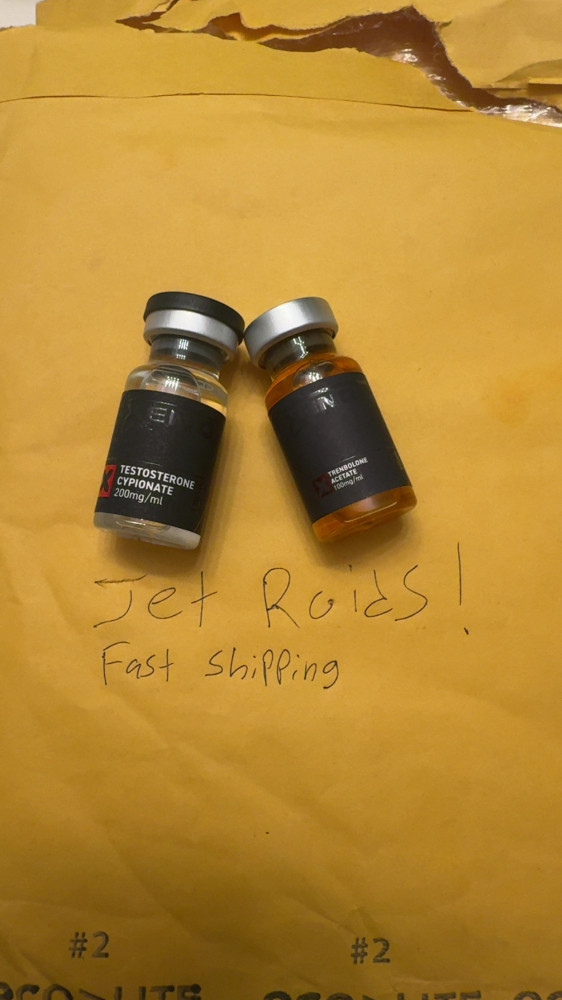 TESTOSTERONE
CYPIONATE
200mg/ml
TRENBOLONE
ACETATE
100mg/ml
Jet Roids!
Fast Shipping
#2
#2